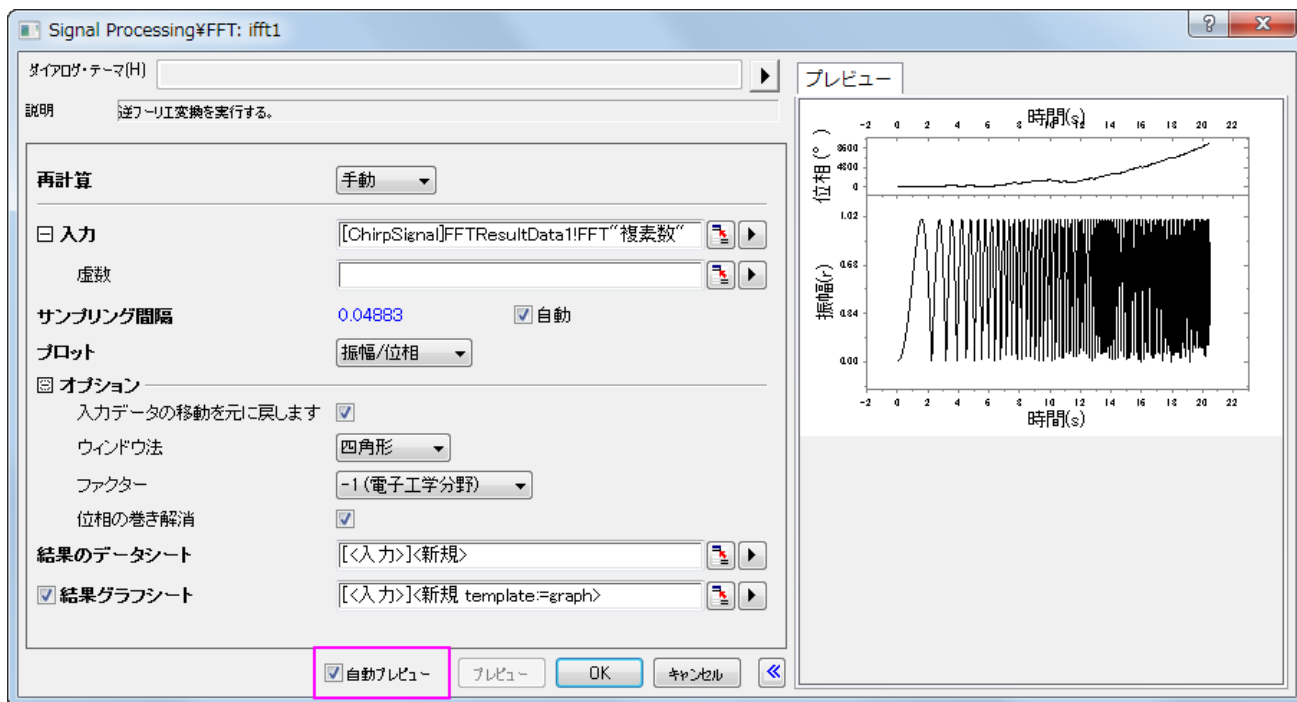 Signal Processing¥FFT: ifft1
ダイアログ・テーマ(H)
説明 逆フーリエ変換を実行する。
再計算 手動
入力 [ChirpSignal]FFTResultData1!FFT"複素数"
虚数
サンプリング間隔 0.04883 自動
プロット 振幅/位相
オプション
入力データの移動を元に戻します
ウィンドウ法 四角形
ファクター -1 (電子工学分野)
位相の巻き解消
結果のデータシート [<入力>]<新規>
結果グラフシート [<入力>]<新規 template:=graph>
自動プレビュー プレビュー OK キャンセル
プレビュー
時間(s)
-2 0 2 4 6 8 10 12 14 16 18 20 22
位相(°)
4800
0
振幅(r)
1.02
0.68
0.34
0.00
-2 0 2 4 6 8 10 12 14 16 18 20 22
時間(s)